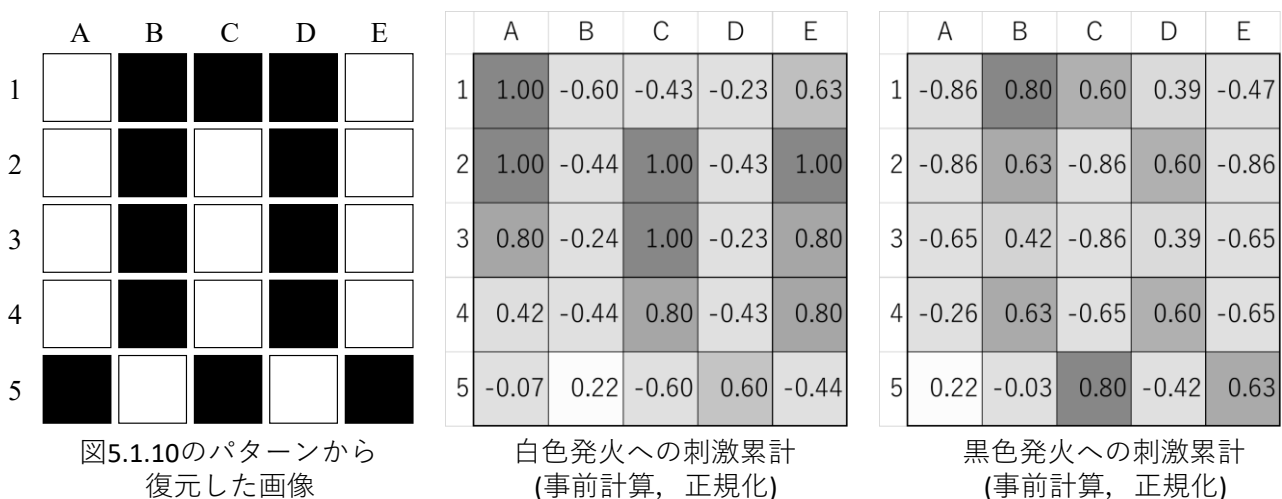 A B C D E
1
2
3
4
5
図5.1.10のパターンから
復元した画像
A B C D E
1 1.00 -0.60 -0.43 -0.23 0.63
2 1.00 -0.44 1.00 -0.43 1.00
3 0.80 -0.24 1.00 -0.23 0.80
4 0.42 -0.44 0.80 -0.43 0.80
5 -0.07 0.22 -0.60 0.60 -0.44
白色発火への刺激累計
(事前計算，正規化)
A B C D E
1 -0.86 0.80 0.60 0.39 -0.47
2 -0.86 0.63 -0.86 0.60 -0.86
3 -0.65 0.42 -0.86 0.39 -0.65
4 -0.26 0.63 -0.65 0.60 -0.65
5 0.22 -0.03 0.80 -0.42 0.63
黒色発火への刺激累計
(事前計算，正規化)